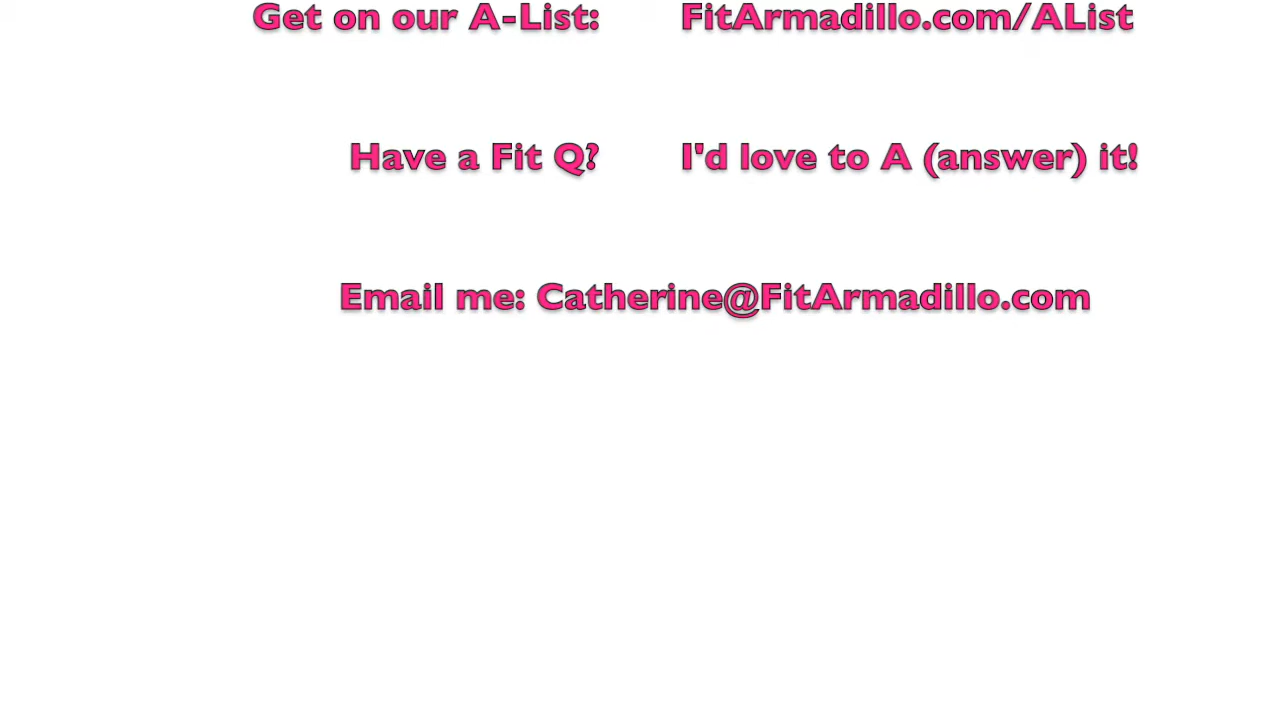 Get on our A-List: FitArmadillo.com/AList
Have a Fit Q? I'd love to A (answer) it!
Email me: Catherine@FitArmadillo.com